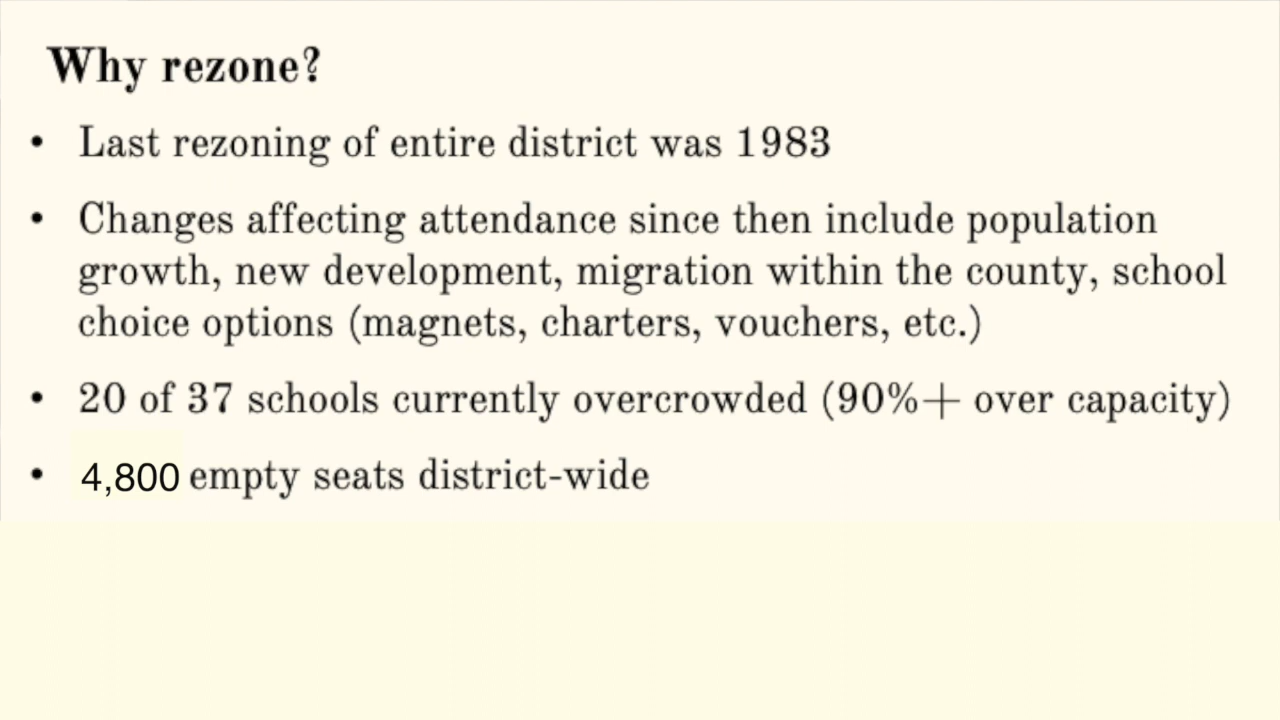 Why rezone?
• Last rezoning of entire district was 1983
• Changes affecting attendance since then include population
growth, new development, migration within the county, school
choice options (magnets, charters, vouchers, etc.)
• 20 of 37 schools currently overcrowded (90%+ over capacity)
• 4,800 empty seats district-wide